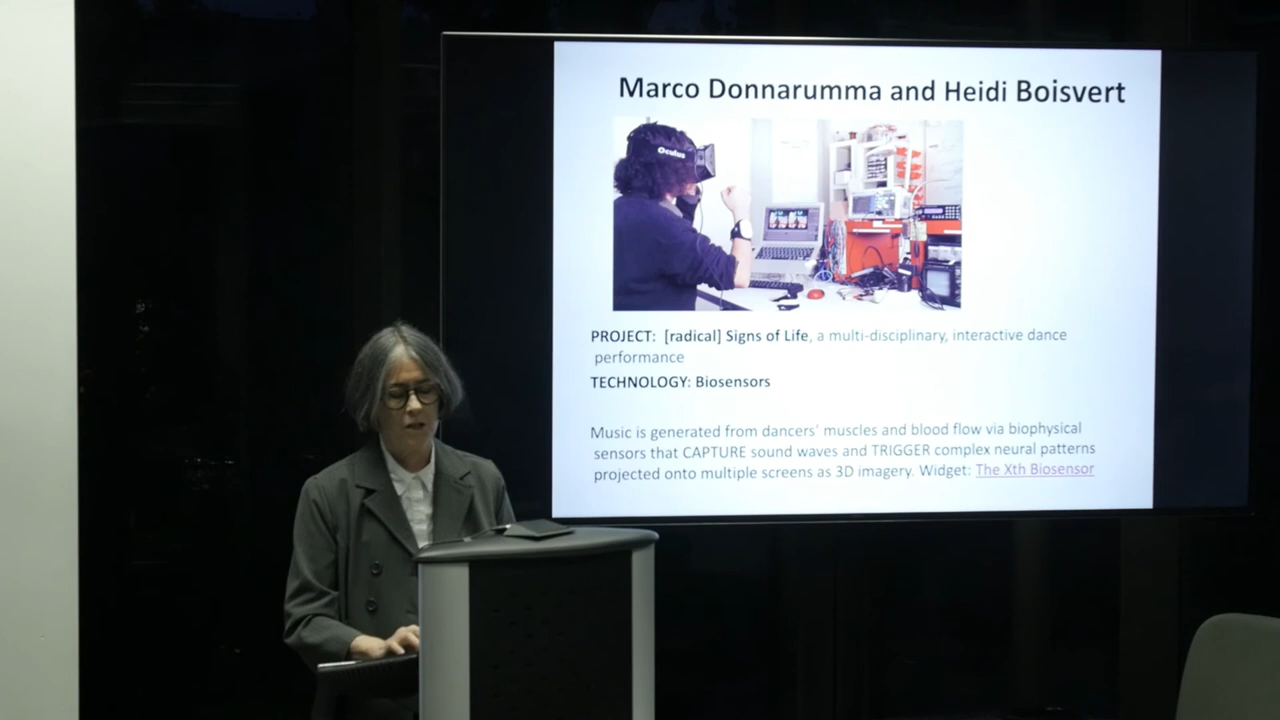 Marco Donnarumma and Heidi Boisvert
Oculus
PROJECT: [radical] Signs of Life, a multi-disciplinary, interactive dance
performance
TECHNOLOGY: Biosensors
Music is generated from dancers' muscles and blood flow via biophysical
sensors that CAPTURE sound waves and TRIGGER complex neural patterns
projected onto multiple screens as 3D imagery. Widget: The Xth Biosensor